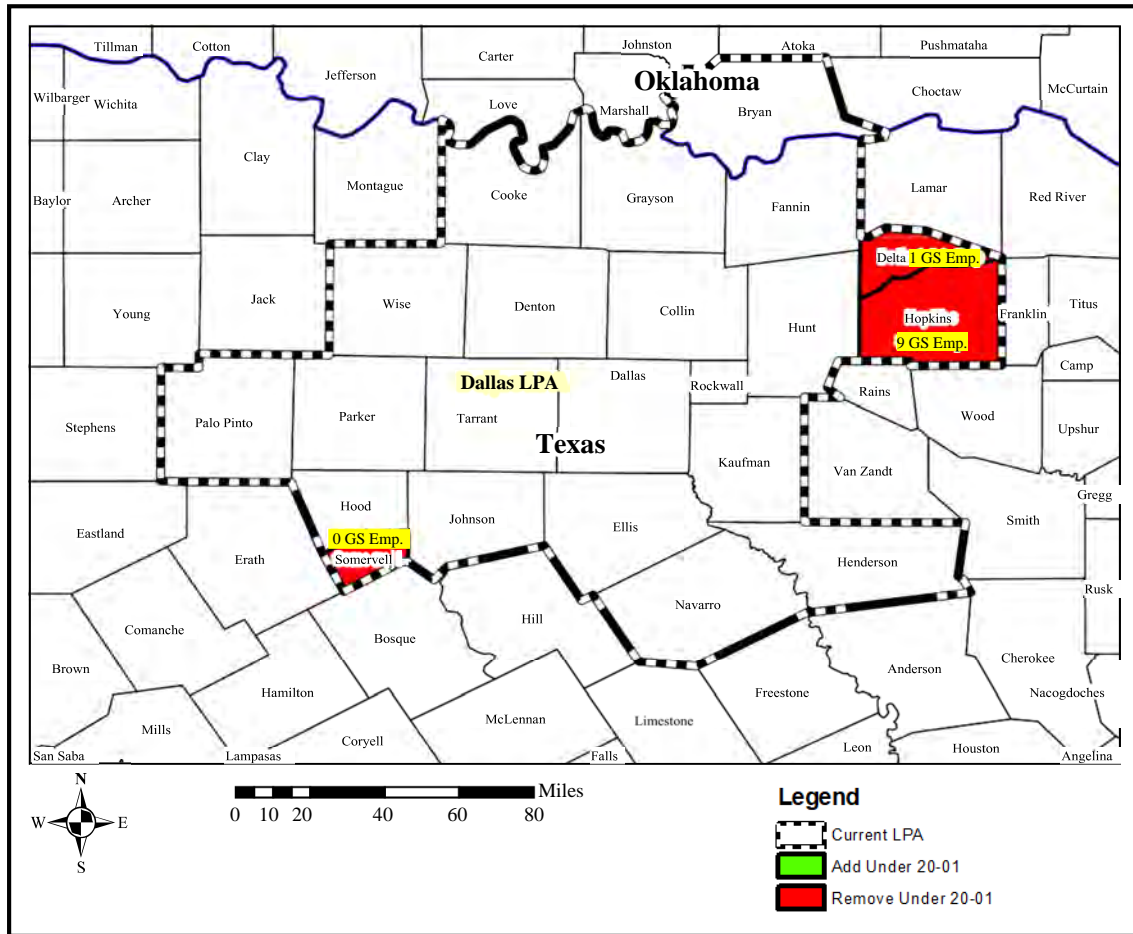 Tillman
Cotton
Jefferson
Carter
Johnston
Atoka
Pushmataha
Oklahoma
Wilbarger
Wichita
Love
Marshall
Bryan
Choctaw
McCurtain
Clay
Baylor
Archer
Montague
Cooke
Grayson
Fannin
Lamar
Red River
Delta 1 GS Emp.
Young
Jack
Wise
Denton
Collin
Hunt
Hopkins
9 GS Emp.
Franklin
Titus
Camp
Dallas LPA
Dallas
Rockwall
Rains
Wood
Upshur
Stephens
Palo Pinto
Parker
Tarrant
Texas
Kaufman
Van Zandt
Gregg
Eastland
Erath
Hood
0 GS Emp.
Somervell
Johnson
Ellis
Smith
Henderson
Rusk
Comanche
Bosque
Hill
Navarro
Anderson
Cherokee
Brown
Hamilton
Freestone
Nacogdoches
Mills
Coryell
McLennan
Limestone
Leon
Houston
San Saba
Lampasas
Falls
Angelina
N
W E
S
Miles
0 10 20 40 60 80
Legend
Current LPA
Add Under 20-01
Remove Under 20-01